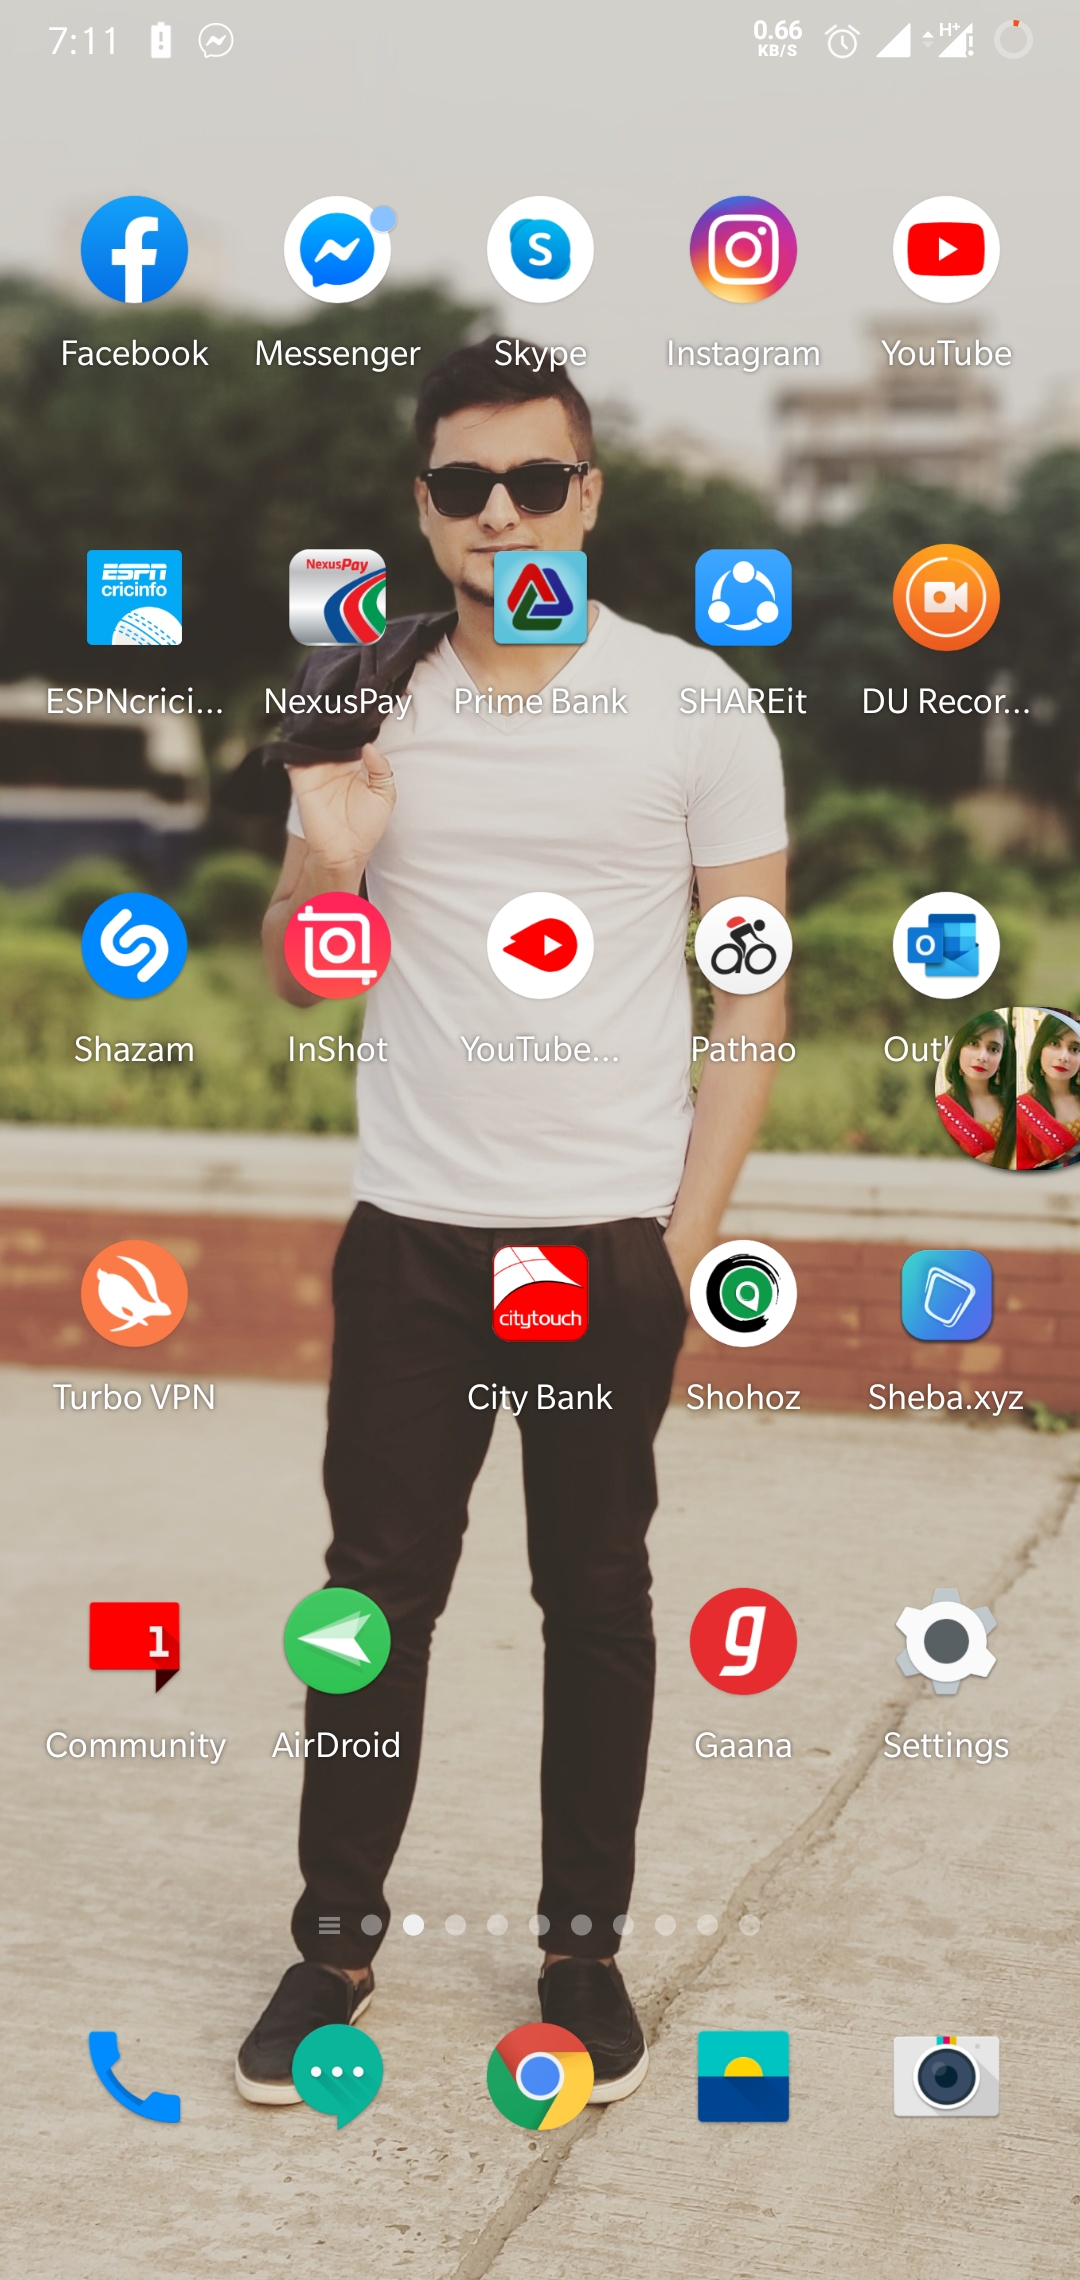 7:11
0.66
KB/S
H+
Facebook
Messenger
Skype
Instagram
YouTube
ESPN
cricinfo
NexusPay
ESPNcrici...
NexusPay
Prime Bank
SHAREit
DU Recor...
Shazam
InShot
YouTube...
Pathao
Outl
citytouch
Turbo VPN
City Bank
Shohoz
Sheba.xyz
1
g
Community
AirDroid
Gaana
Settings